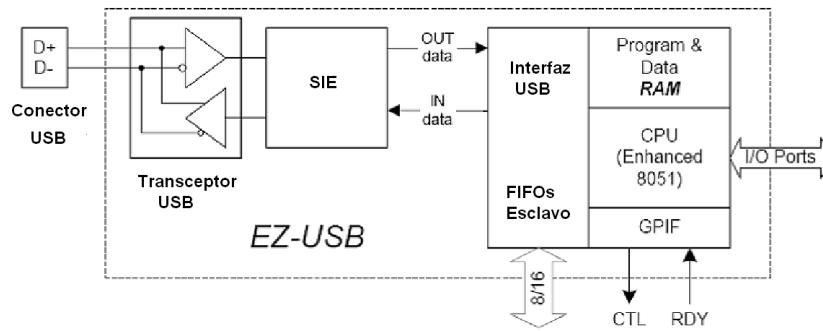 D+
D-
Conector
USB
Transceptor
USB
SIE
OUT
data
IN
data
Interfaz
USB
FIFOs
Esclavo
Program &
Data
RAM
CPU
(Enhanced
8051)
GPIF
I/O Ports
EZ-USB
8/16
CTL
RDY